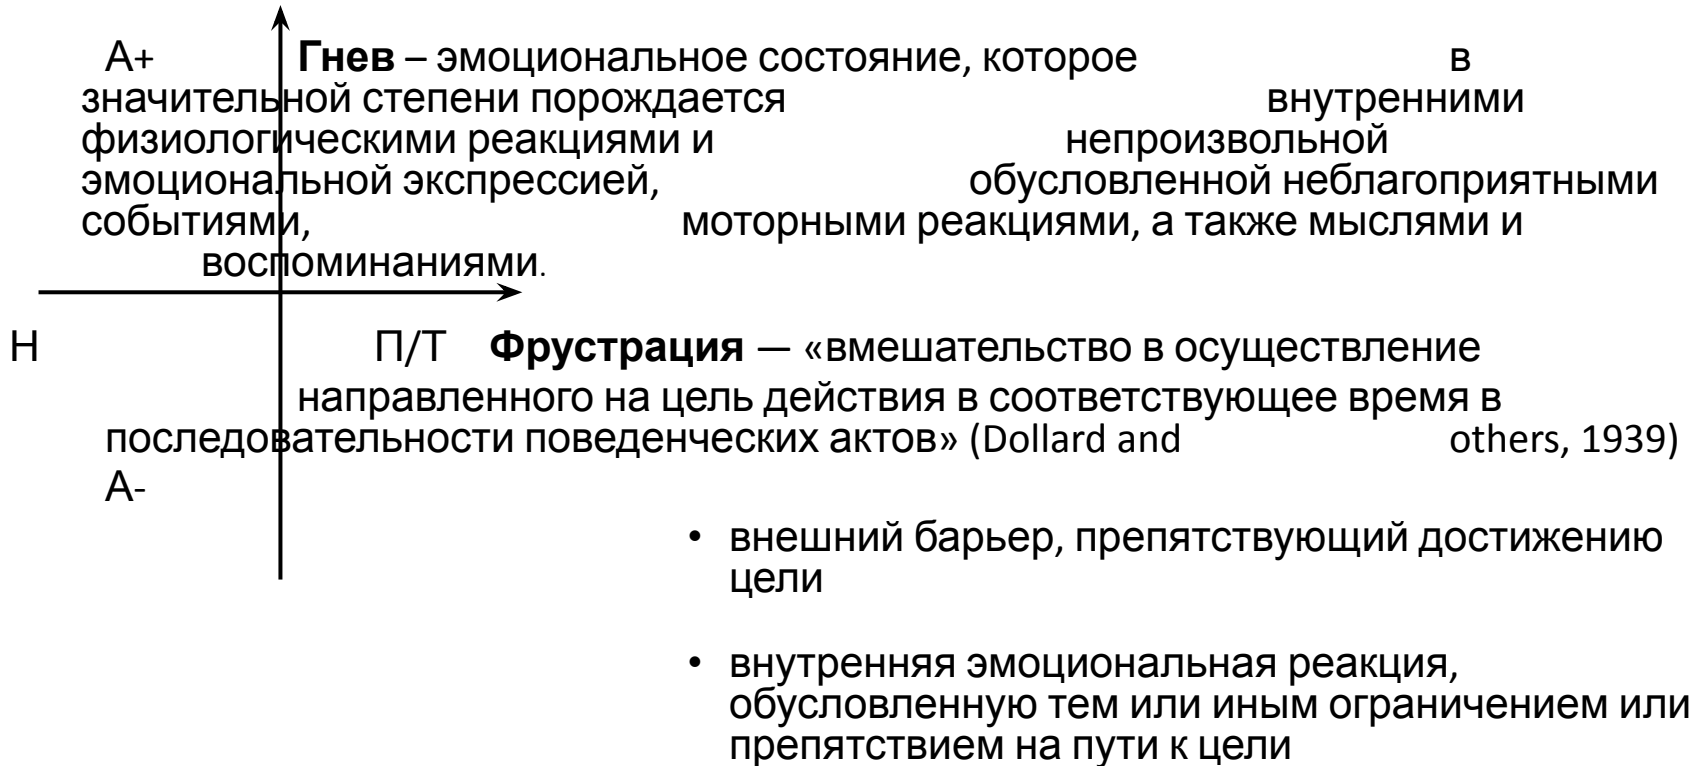 А+ Гнев – эмоциональное состояние, которое в
значительной степени порождается внутренними
физиологическими реакциями и непроизвольной
эмоциональной экспрессией, обусловленной неблагоприятными
событиями, моторными реакциями, а также мыслями и
воспоминаниями.
Н П/Т Фрустрация — «вмешательство в осуществление
направленного на цель действия в соответствующее время в
последовательности поведенческих актов» (Dollard and others, 1939)
А-
• внешний барьер, препятствующий достижению
цели
• внутренняя эмоциональная реакция,
обусловленную тем или иным ограничением или
препятствием на пути к цели